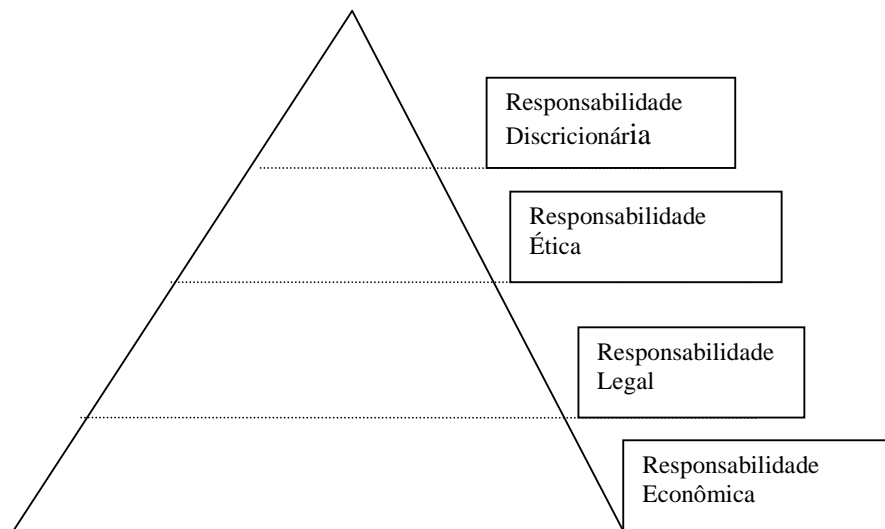 Responsabilidade
Discricionária
Responsabilidade
Ética
Responsabilidade
Legal
Responsabilidade
Econômica